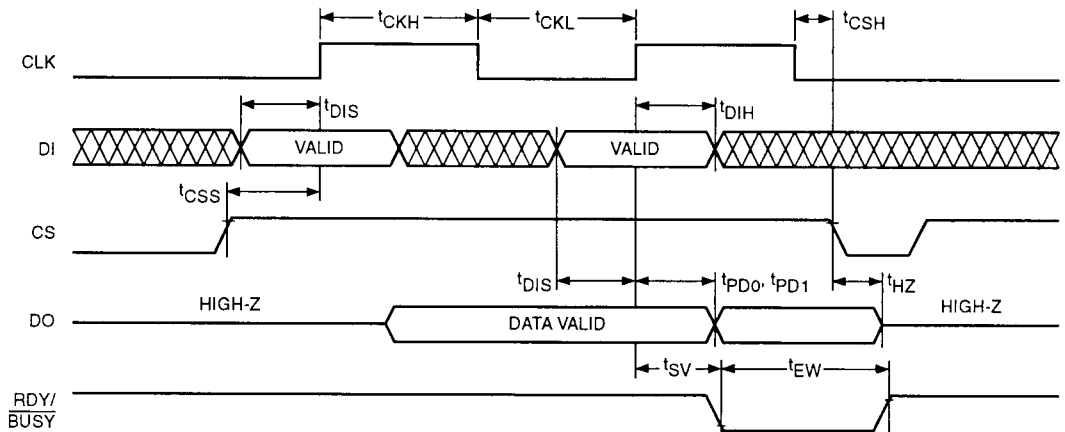 tCKH tCKL tCSH
CLK
tDIS tDIH
DI VALID VALID
tCSS
CS
tDIS tPD0, tPD1 tHZ
HIGH-Z HIGH-Z
DO DATA VALID
tSV tEW
RDY/
BUSY